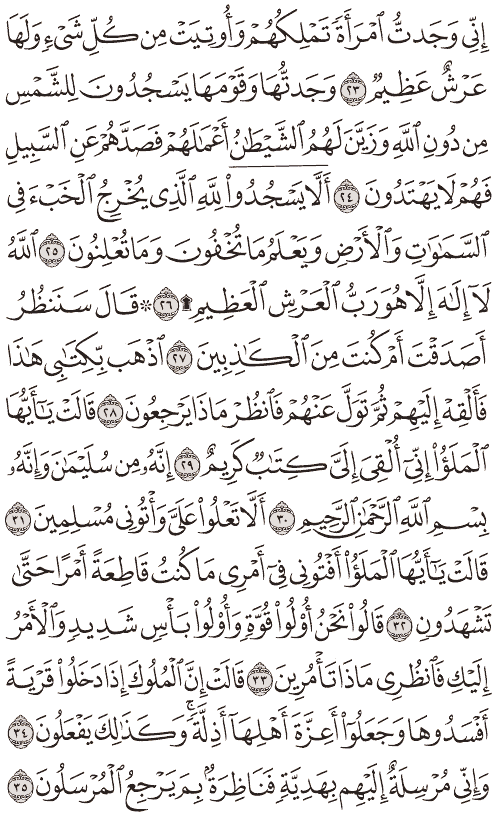 إِنِّي وَجَدتُّ ٱمْرَأَةً تَمْلِكُهُمْ وَأُوتِيَتْ مِن كُلِّ شَىْءٍ وَلَهَا
عَرْشٌ عَظِيمٌ ٢٣ وَجَدتُّهَا وَقَوْمَهَا يَسْجُدُونَ لِلشَّمْسِ
مِن دُونِ ٱللَّهِ وَزَيَّنَ لَهُمُ ٱلشَّيْطَٰنُ أَعْمَٰلَهُمْ فَصَدَّهُمْ عَنِ ٱلسَّبِيلِ
فَهُمْ لَا يَهْتَدُونَ ٢٤ أَلَّا يَسْجُدُوا۟ لِلَّهِ ٱلَّذِى يُخْرِجُ ٱلْخَبْءَ فِى
ٱلسَّمَٰوَٰتِ وَٱلْأَرْضِ وَيَعْلَمُ مَا تُخْفُونَ وَمَا تُعْلِنُونَ ٢٥ ٱللَّهُ
لَآ إِلَٰهَ إِلَّا هُوَ رَبُّ ٱلْعَرْشِ ٱلْعَظِيمِ ۩ ٢٦ * قَالَ سَنَنظُرُ
أَصَدَقْتَ أَمْ كُنتَ مِنَ ٱلْكَٰذِبِينَ ٢٧ ٱذْهَب بِّكِتَٰبِى هَٰذَا
فَأَلْقِهْ إِلَيْهِمْ ثُمَّ تَوَلَّ عَنْهُمْ فَٱنظُرْ مَاذَا يَرْجِعُونَ ٢٨ قَالَتْ يَٰٓأَيُّهَا
ٱلْمَلَؤُا۟ إِنِّىٓ أُلْقِىَ إِلَىَّ كِتَٰبٌ كَرِيمٌ ٢٩ إِنَّهُۥ مِن سُلَيْمَٰنَ وَإِنَّهُۥ
بِسْمِ ٱللَّهِ ٱلرَّحْمَٰنِ ٱلرَّحِيمِ ٣٠ أَلَّا تَعْلُوا۟ عَلَىَّ وَأْتُونِى مُسْلِمِينَ ٣١
قَالَتْ يَٰٓأَيُّهَا ٱلْمَلَؤُا۟ أَفْتُونِى فِىٓ أَمْرِى مَا كُنتُ قَاطِعَةً أَمْرًا حَتَّىٰ
تَشْهَدُونِ ٣٢ قَالُوا۟ نَحْنُ أُو۟لُوا۟ قُوَّةٍ وَأُو۟لُوا۟ بَأْسٍ شَدِيدٍ وَٱلْأَمْرُ
إِلَيْكِ فَٱنظُرِى مَاذَا تَأْمُرِينَ ٣٣ قَالَتْ إِنَّ ٱلْمُلُوكَ إِذَا دَخَلُوا۟ قَرْيَةً
أَفْسَدُوهَا وَجَعَلُوٓا۟ أَعِزَّةَ أَهْلِهَآ أَذِلَّةً ۚ وَكَذَٰلِكَ يَفْعَلُونَ ٣٤
وَإِنِّى مُرْسِلَةٌ إِلَيْهِم بِهَدِيَّةٍ فَنَاظِرَةٌۢ بِمَ يَرْجِعُ ٱلْمُرْسَلُونَ ٣٥